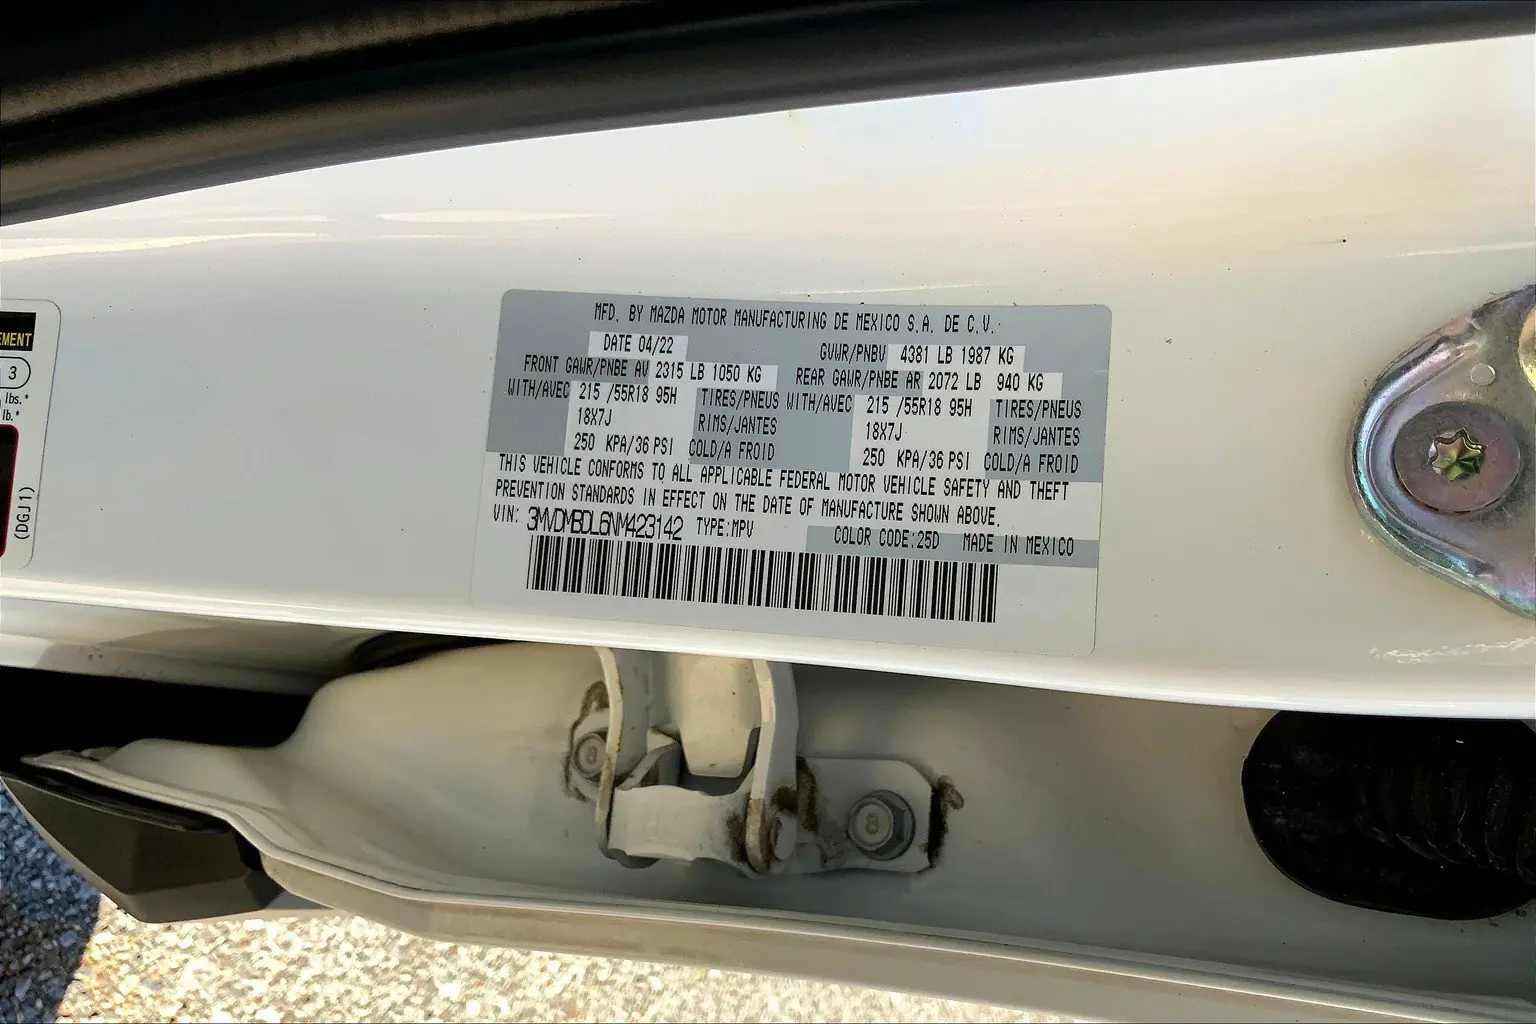 MFD. BY MAZDA MOTOR MANUFACTURING DE MEXICO S.A. DE C.V.
DATE 04/22 GVWR/PNBV 4381 LB 1987 KG
FRONT GAWR/PNBE AV 2315 LB 1050 KG REAR GAWR/PNBE AR 2072 LB 940 KG
WITH/AVEC 215 /55R18 95H TIRES/PNEUS WITH/AVEC 215 /55R18 95H TIRES/PNEUS
18X7J RIMS/JANTES 18X7J RIMS/JANTES
250 KPA/36 PSI COLD/A FROID 250 KPA/36 PSI COLD/A FROID
THIS VEHICLE CONFORMS TO ALL APPLICABLE FEDERAL MOTOR VEHICLE SAFETY AND THEFT
PREVENTION STANDARDS IN EFFECT ON THE DATE OF MANUFACTURE SHOWN ABOVE.
VIN: 3MVDMBDL6NM423142 TYPE:MPV COLOR CODE:25D MADE IN MEXICO
EMENT
3
lbs.*
lb.*
(DGJ1)
8
8